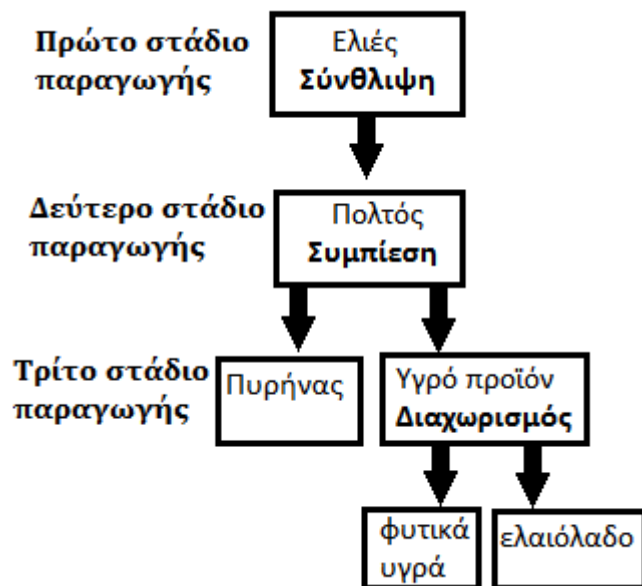 Πρώτο στάδιο
παραγωγής
Ελιές
Σύνθλιψη
Δεύτερο στάδιο
παραγωγής
Πολτός
Συμπίεση
Τρίτο στάδιο
παραγωγής
Πυρήνας
Υγρό προϊόν
Διαχωρισμός
φυτικά
υγρά
ελαιόλαδο